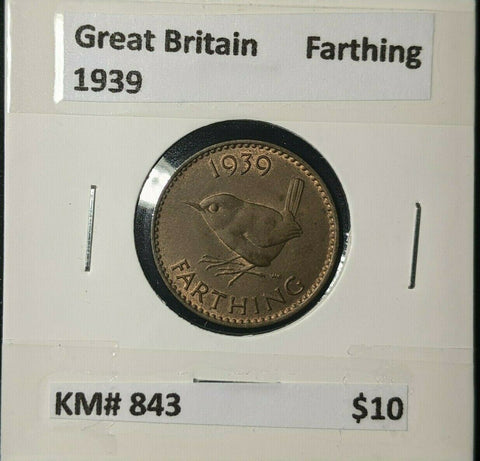 Great Britain Farthing
1939
1939
FARTHING
KM# 843 $10